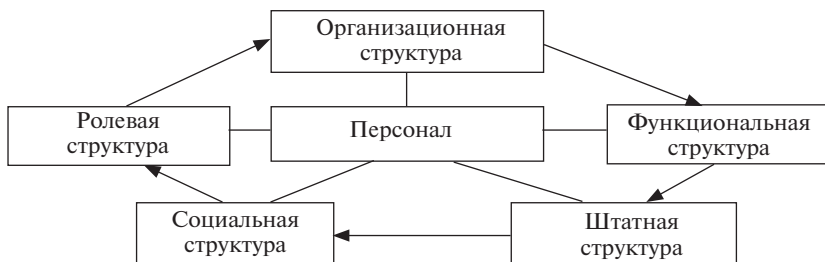 Организационная
структура
Ролевая
структура
Персонал
Функциональная
структура
Социальная
структура
Штатная
структура